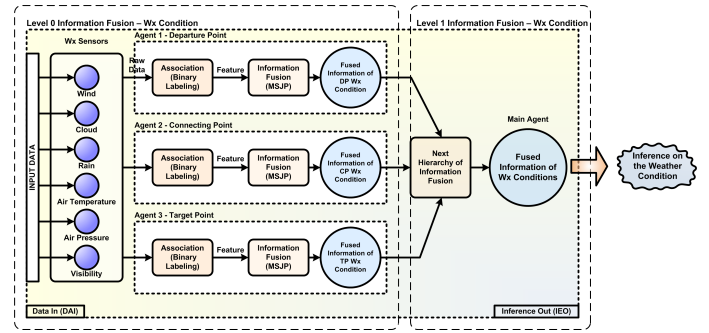 Level 0 Information Fusion – Wx Condition
Level 1 Information Fusion – Wx Condition
Wx Sensors
INPUT DATA
Wind
Cloud
Rain
Air Temperature
Air Pressure
Visibility
Raw
Data
Agent 1 - Departure Point
Association
(Binary
Labeling)
Feature
Information
Fusion
(MSJP)
Fused
Information of
DP Wx
Condition
Agent 2 - Connecting Point
Association
(Binary
Labeling)
Feature
Information
Fusion
(MSJP)
Fused
Information of
CP Wx
Condition
Agent 3 - Target Point
Association
(Binary
Labeling)
Feature
Information
Fusion
(MSJP)
Fused
Information of
TP Wx
Condition
Next
Hierarchy of
Information
Fusion
Main Agent
Fused
Information of
Wx Conditions
Inference on
the Weather
Condition
Data In (DAI)
Inference Out (IEO)